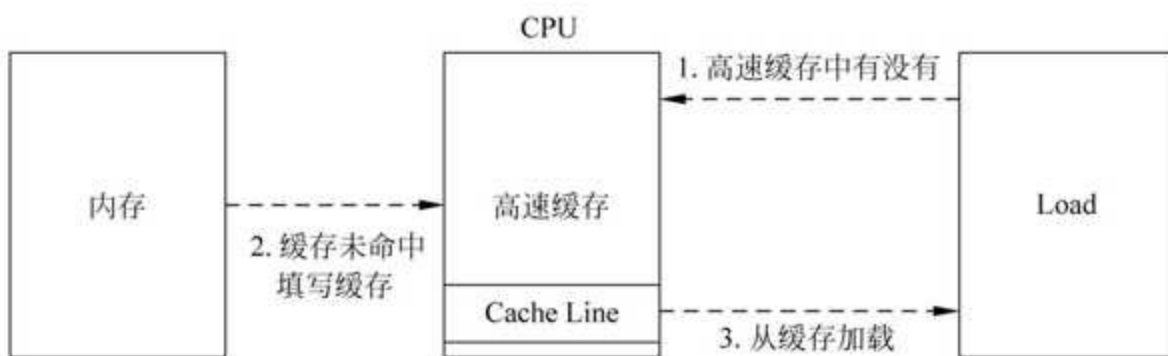 CPU
1. 高速缓存中有没有
内存
高速缓存
Load
2. 缓存未命中
填写缓存
Cache Line
3. 从缓存加载